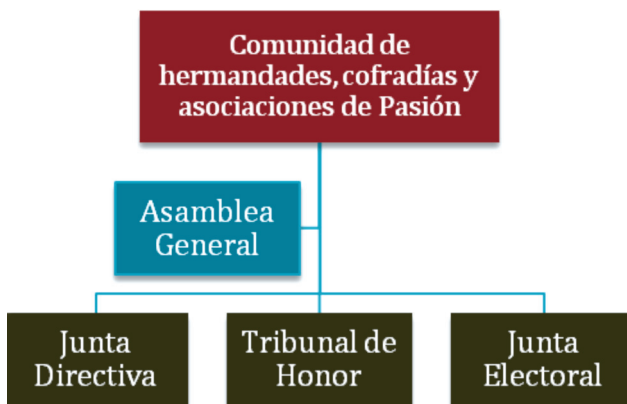 Comunidad de
hermandades, cofradías y
asociaciones de Pasión
Asamblea
General
Junta
Directiva
Tribunal de
Honor
Junta
Electoral